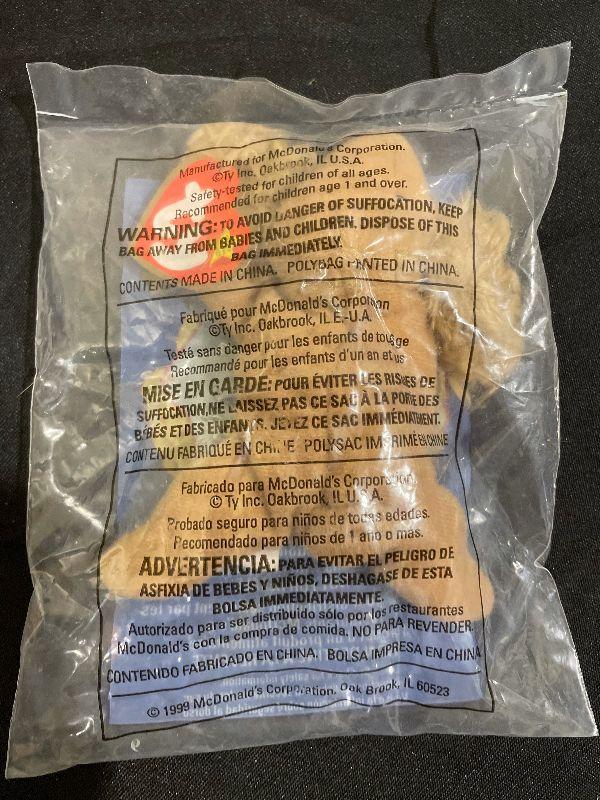 Manufactured for McDonald's Corporation.
©Ty Inc. Oakbrook, IL U.S.A.
Safety-tested for children of all ages.
Recommended for children age 1 and over.
WARNING: TO AVOID DANGER OF SUFFOCATION, KEEP
BAG AWAY FROM BABIES AND CHILDREN. DISPOSE OF THIS
BAG IMMEDIATELY.
CONTENTS MADE IN CHINA. POLYBAG PRINTED IN CHINA.
Fabriqué pour McDonald's Corporation
©Ty Inc. Oakbrook, IL É.-U.A.
Testé sans danger pour les enfants de tout âge
Recommandé pour les enfants d'un an et us
MISE EN GARDE: POUR ÉVITER LES RISQUES DE
SUFFOCATION, NE LAISSEZ PAS CE SAC À LA PORTÉE DES
BÉBÉS ET DES ENFANTS. JETEZ CE SAC IMMÉDIATEMENT.
CONTENU FABRIQUÉ EN CHINE POLYSAC IMPRIMÉ EN CHINE
Fabricado para McDonald's Corporation
© Ty Inc. Oakbrook, IL U.S.A.
Probado seguro para niños de todas edades.
Recomendado para niños de 1 año o mas.
ADVERTENCIA: PARA EVITAR EL PELIGRO DE
ASFIXIA DE BEBES Y NIÑOS, DESHAGASE DE ESTA
BOLSA IMMEDIATAMENTE.
Autorizado para ser distribuido sólo por los restaurantes
McDonald's con la compra de comida. NO PARA REVENDER.
CONTENIDO FABRICADO EN CHINA. BOLSA IMPRESA EN CHINA
© 1999 McDonald's Corporation. Oak Brook, IL 60523